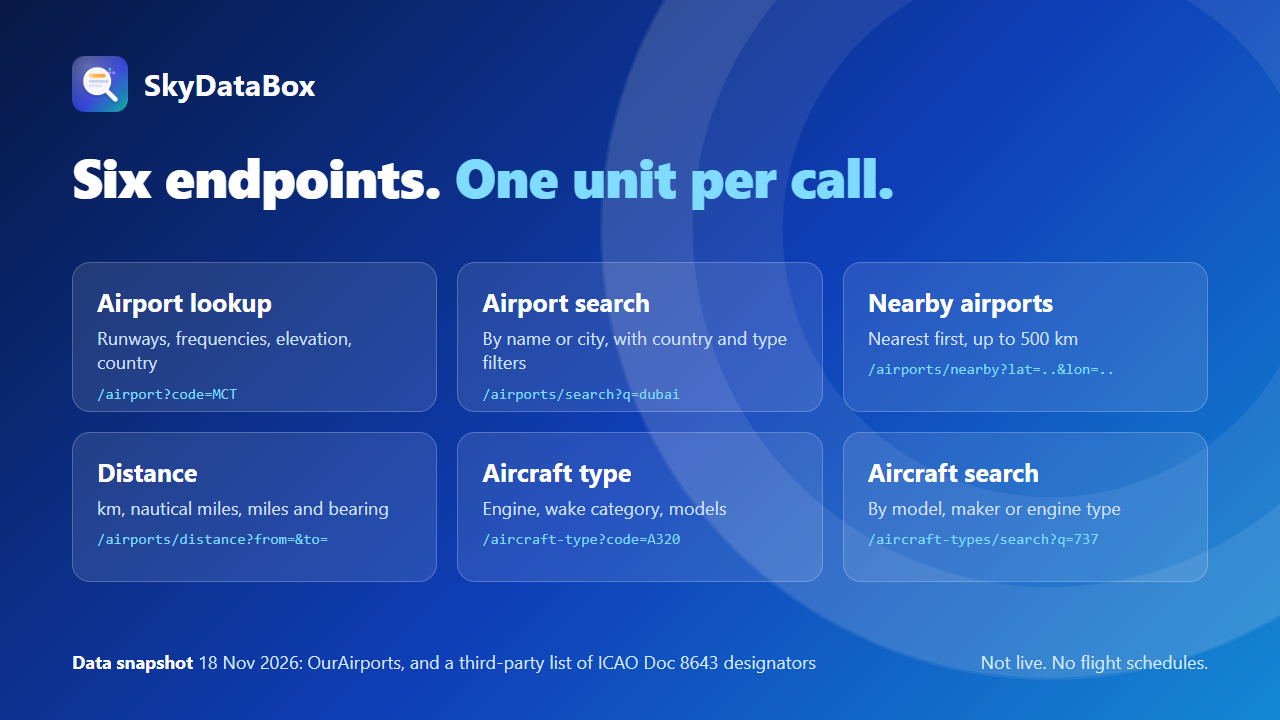 SkyDataBox
Six endpoints. One unit per call.
Airport lookup
Runways, frequencies, elevation,
country
/airport?code=MCT
Airport search
By name or city, with country and type
filters
/airports/search?q=dubai
Nearby airports
Nearest first, up to 500 km
/airports/nearby?lat=..&lon=..
Distance
km, nautical miles, miles and bearing
/airports/distance?from=&to=
Aircraft type
Engine, wake category, models
/aircraft-type?code=A320
Aircraft search
By model, maker or engine type
/aircraft-types/search?q=737
Data snapshot 18 Nov 2026: OurAirports, and a third-party list of ICAO Doc 8643 designators
Not live. No flight schedules.